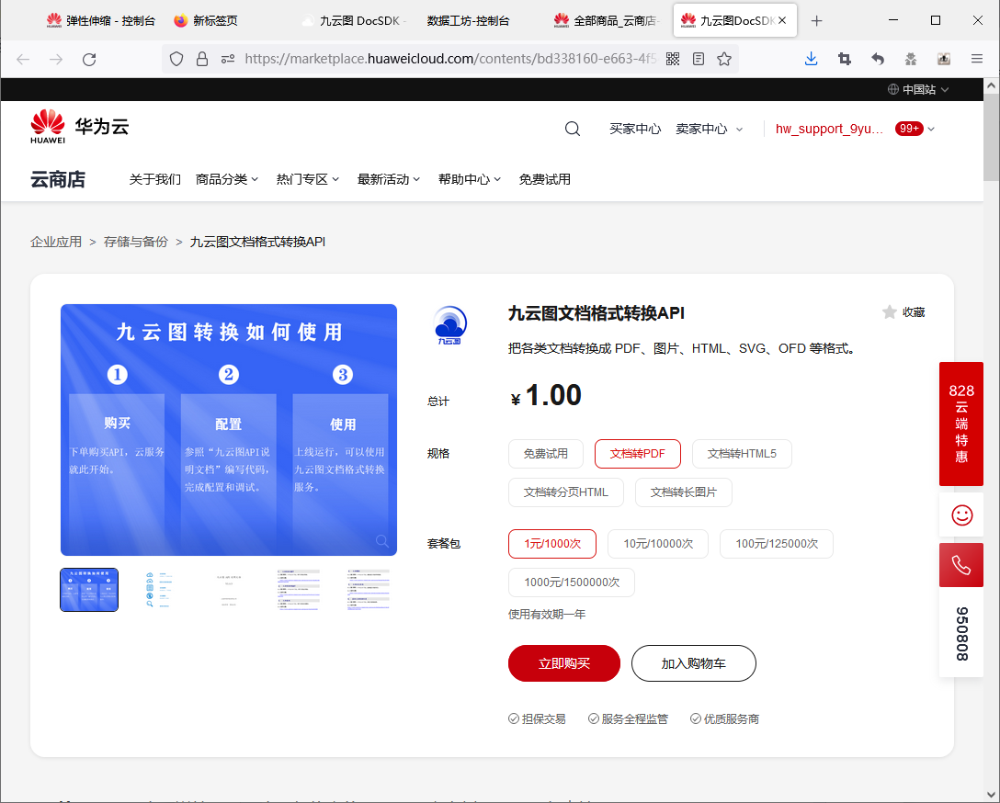 弹性伸缩 - 控制台
新标签页
九云图 DocSDK -
数据工坊-控制台
全部商品_云商店-
九云图DocSDK
https://marketplace.huaweicloud.com/contents/bd338160-e663-4f5
中国站
HUAWEI
华为云
买家中心
卖家中心
hw_support_9yu...
99+
云商店
关于我们
商品分类
热门专区
最新活动
帮助中心
免费试用
企业应用 > 存储与备份 > 九云图文档格式转换API
九云图转换如何使用
1
2
3
购买
配置
使用
下单购买API，云服务
就此开始。
参照“九云图API说
明文档”编写代码，
完成配置和调试。
上线运行，可以使用
九云图文档格式转换
服务。
九云图
九云图文档格式转换API
收藏
把各类文档转换成 PDF、图片、HTML、SVG、OFD 等格式。
总计
¥ 1.00
规格
免费试用
文档转PDF
文档转HTML5
文档转分页HTML
文档转长图片
套餐包
1元/1000次
10元/10000次
100元/125000次
1000元/1500000次
使用有效期一年
立即购买
加入购物车
担保交易
服务全程监管
优质服务商
828
云
端
特
惠
950808